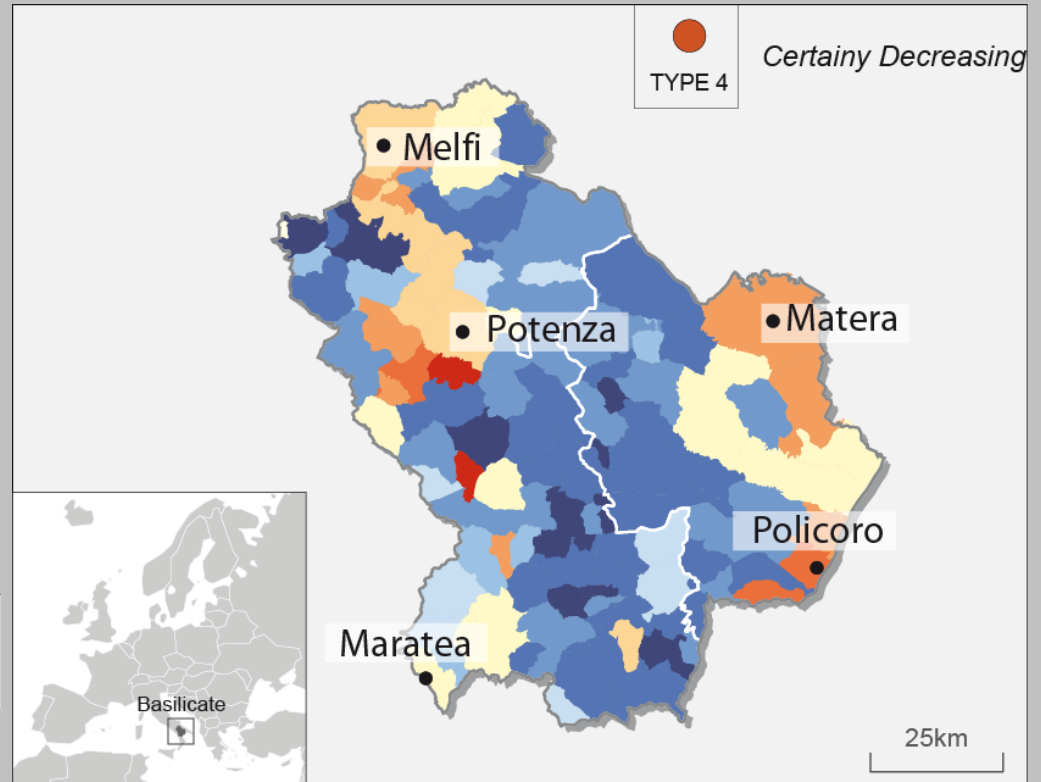 TYPE 4
Certainy Decreasing
Melfi
Matera
Potenza
Policoro
Maratea
Basilicate
25km